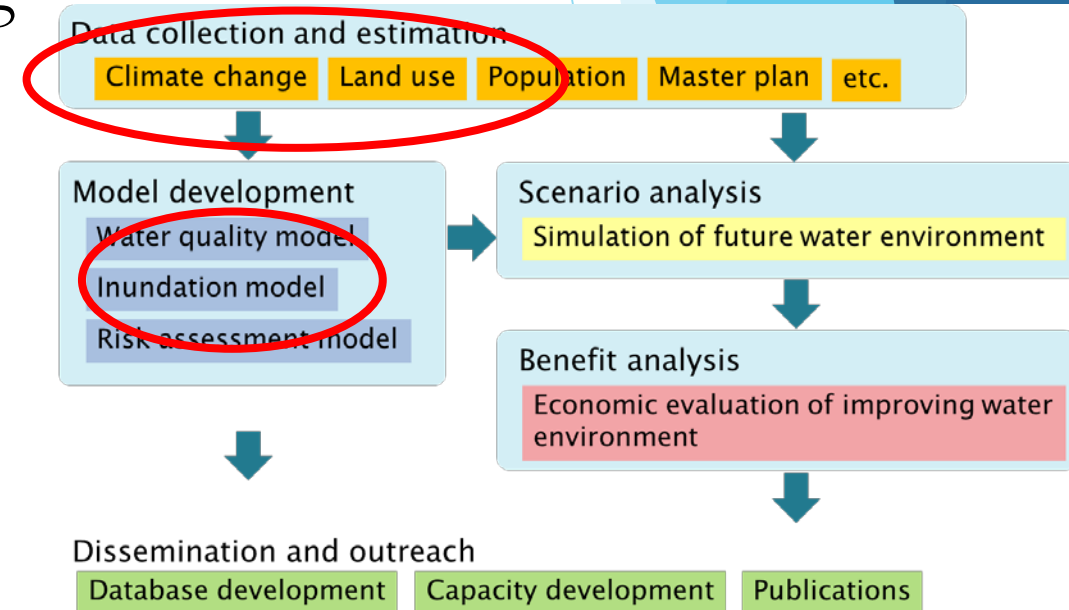 Data collection and estimation
Climate change Land use Population Master plan etc.
Model development
Water quality model
Inundation model
Risk assessment model
Scenario analysis
Simulation of future water environment
Benefit analysis
Economic evaluation of improving water
environment
Dissemination and outreach
Database development Capacity development Publications